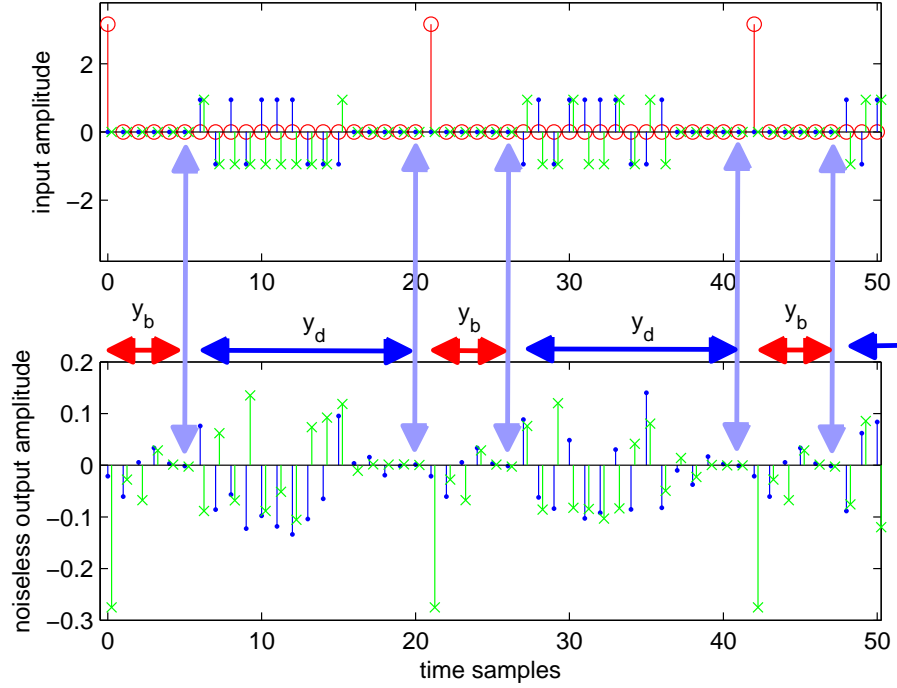 2
0
−2
input amplitude
0 10 20 30 40 50
y_b y_d y_b y_d y_b
0.2
0.1
0
−0.1
−0.2
−0.3
noiseless output amplitude
0 10 20 30 40 50
time samples